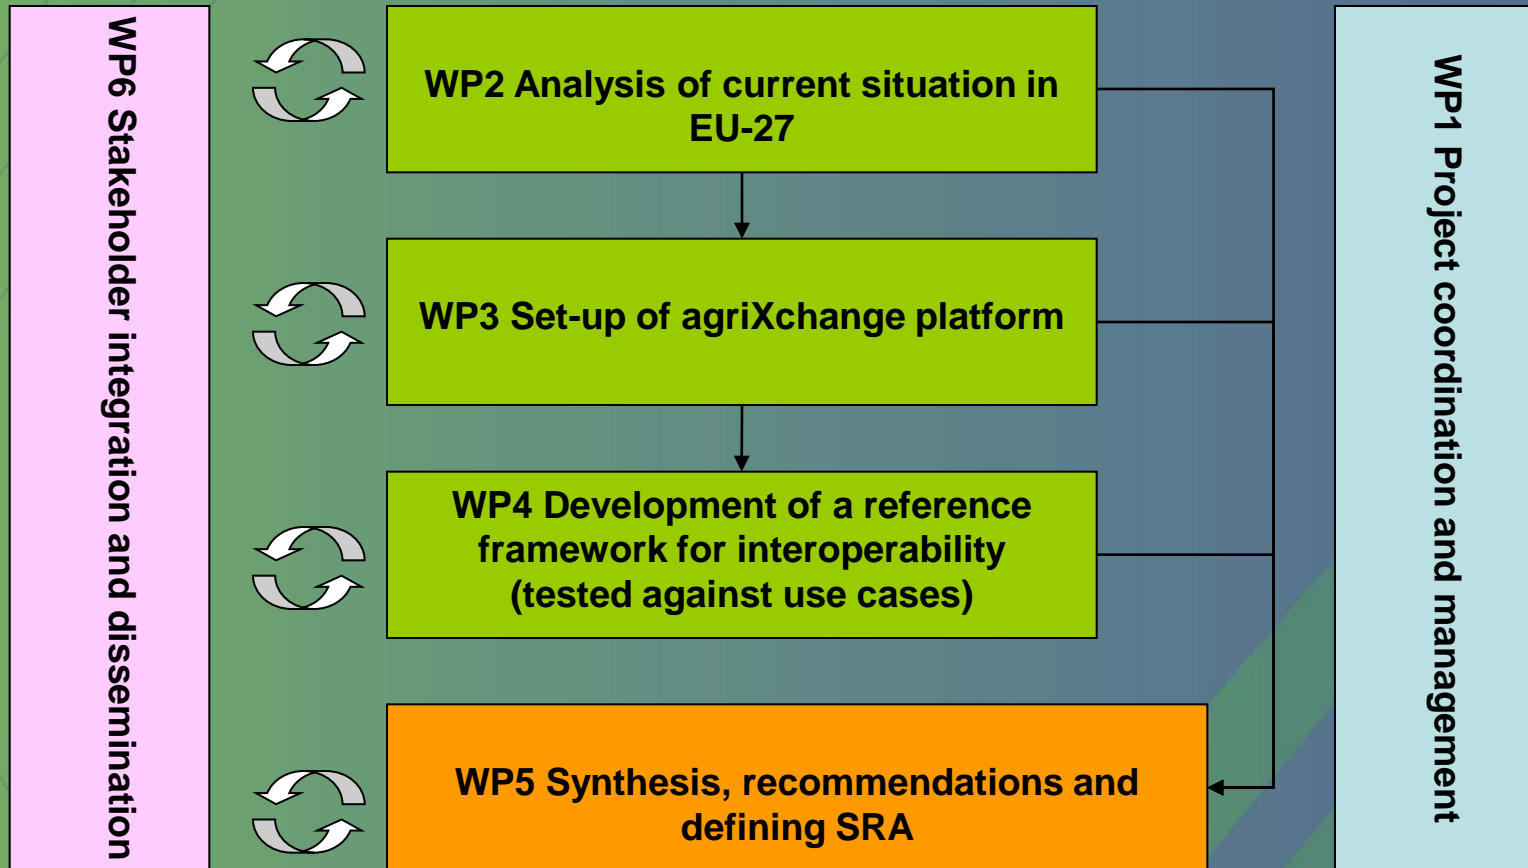 WP6 Stakeholder integration and dissemination
WP2 Analysis of current situation in
EU-27
WP3 Set-up of agriXchange platform
WP4 Development of a reference
framework for interoperability
(tested against use cases)
WP5 Synthesis, recommendations and
defining SRA
WP1 Project coordination and management